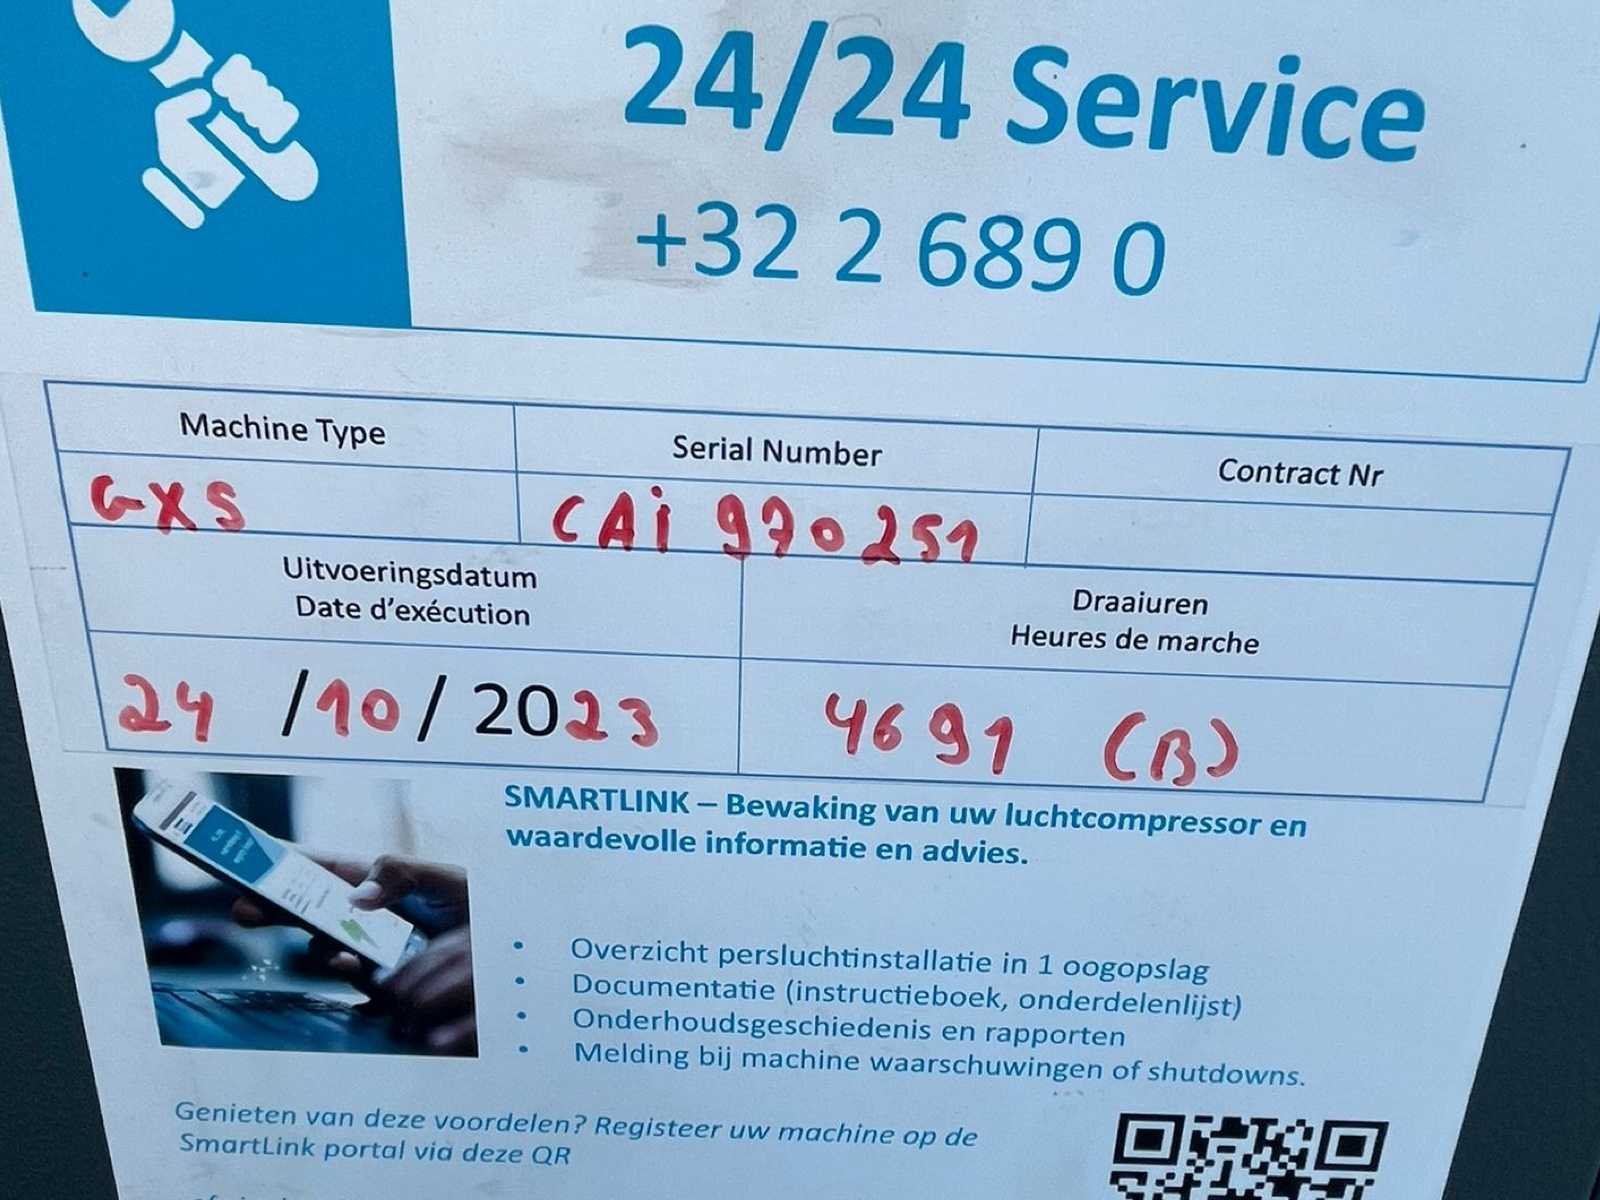 24/24 Service
+32 2 689 0
Machine Type
Serial Number
Contract Nr
GXS
CAi 970251
Uitvoeringsdatum
Date d'exécution
Draaiuren
Heures de marche
24 /10/ 2023
4691 (B)
SMARTLINK – Bewaking van uw luchtcompressor en
waardevolle informatie en advies.
• Overzicht persluchtinstallatie in 1 oogopslag
• Documentatie (instructieboek, onderdelenlijst)
• Onderhoudsgeschiedenis en rapporten
• Melding bij machine waarschuwingen of shutdowns.
Genieten van deze voordelen? Registeer uw machine op de
SmartLink portal via deze QR